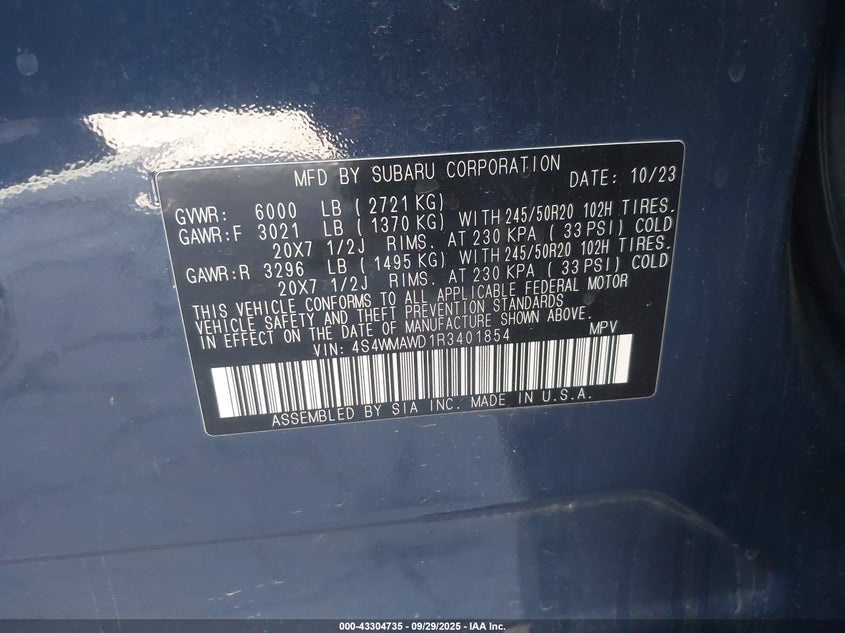 MFD BY SUBARU CORPORATION DATE: 10/23
GVWR: 6000 LB ( 2721 KG)
GAWR:F 3021 LB ( 1370 KG) WITH 245/50R20 102H TIRES.
20X7 1/2J RIMS. AT 230 KPA ( 33 PSI) COLD
GAWR:R 3296 LB ( 1495 KG) WITH 245/50R20 102H TIRES.
20X7 1/2J RIMS. AT 230 KPA ( 33 PSI) COLD
THIS VEHICLE CONFORMS TO ALL APPLICABLE FEDERAL MOTOR
VEHICLE SAFETY AND THEFT PREVENTION STANDARDS
IN EFFECT ON THE DATE OF MANUFACTURE SHOWN ABOVE.
VIN: 4S4WMAWD1R3401854 MPV
ASSEMBLED BY SIA INC. MADE IN U.S.A.
000-43304735 - 09/29/2025 - IAA Inc.